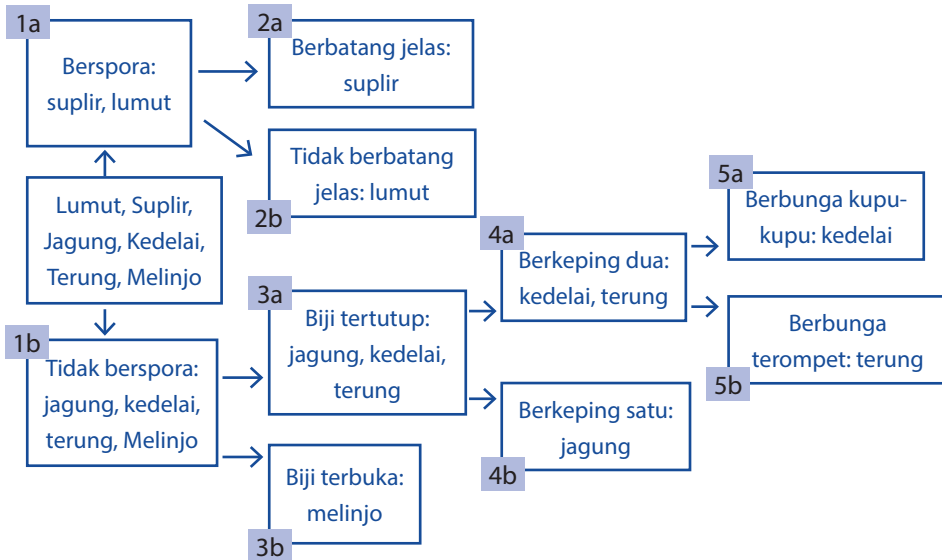 1a
Berspora:
suplir, lumut
2a
Berbatang jelas:
suplir
Tidak berbatang
jelas: lumut
2b
Lumut, Suplir,
Jagung, Kedelai,
Terung, Melinjo
1b
Tidak berspora:
jagung, kedelai,
terung, Melinjo
3a
Biji tertutup:
jagung, kedelai,
terung
Biji terbuka:
melinjo
3b
4a
Berkeping dua:
kedelai, terung
Berkeping satu:
jagung
4b
5a
Berbunga kupu-
kupu: kedelai
Berbunga
terompet: terung
5b